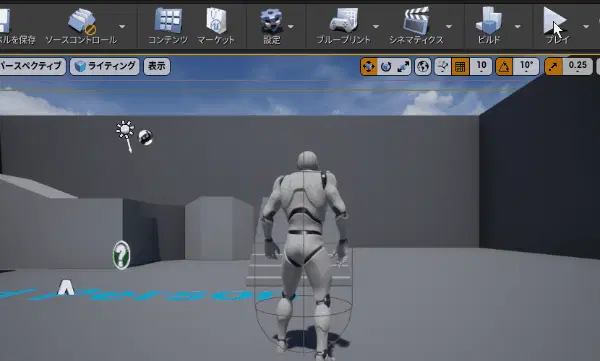 ベルを保存 ソースコントロール コンテンツ マーケット 設定 ブループリント シネマティクス ビルド プレイ
パースペクティブ ライティング 表示 10 10° 0.25
?